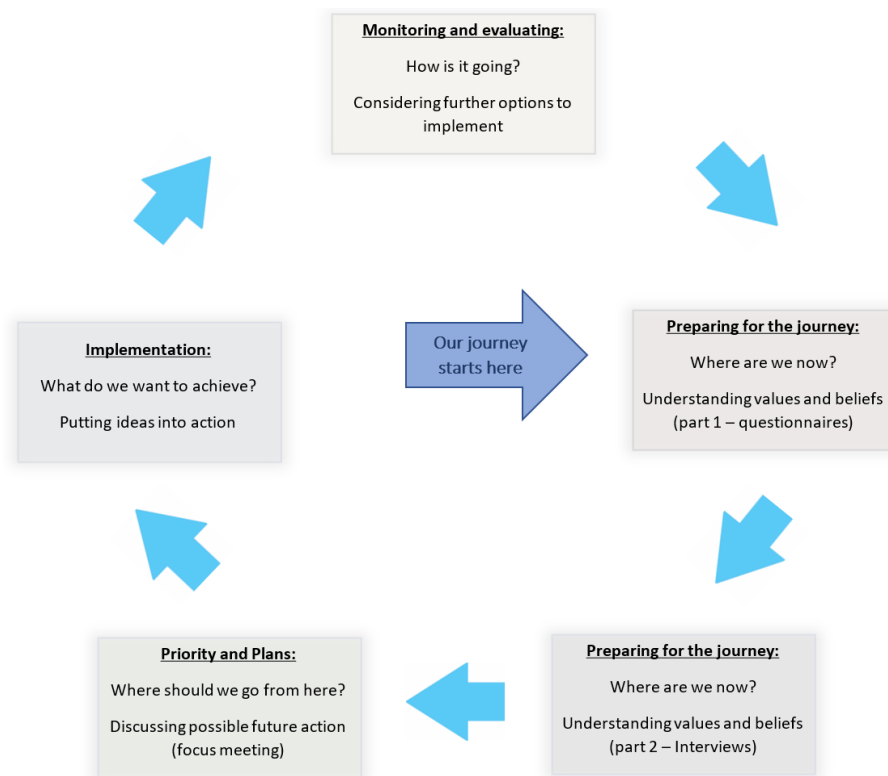 Monitoring and evaluating:
How is it going?
Considering further options to
implement
Our journey
starts here
Preparing for the journey:
Where are we now?
Understanding values and beliefs
(part 1 – questionnaires)
Implementation:
What do we want to achieve?
Putting ideas into action
Preparing for the journey:
Where are we now?
Understanding values and beliefs
(part 2 – Interviews)
Priority and Plans:
Where should we go from here?
Discussing possible future action
(focus meeting)